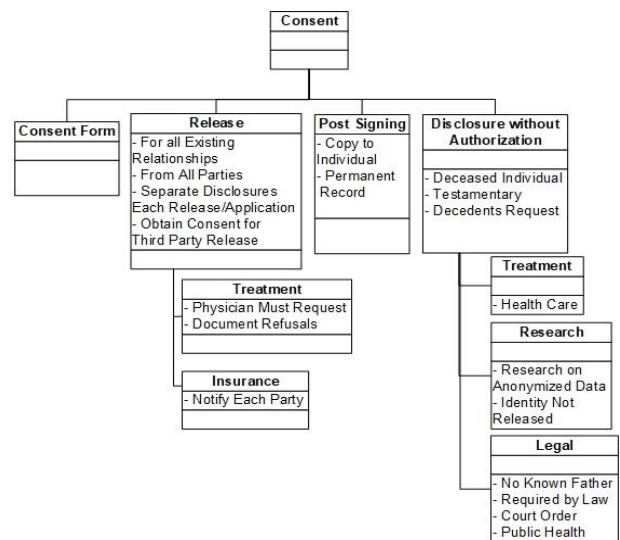 Consent
Consent Form
Release
- For all Existing
Relationships
- From All Parties
- Separate Disclosures
Each Release/Application
- Obtain Consent for
Third Party Release
Post Signing
- Copy to
Individual
- Permanent
Record
Disclosure without
Authorization
- Deceased Individual
- Testamentary
- Decedents Request
Treatment
- Physician Must Request
- Document Refusals
Insurance
- Notify Each Party
Treatment
- Health Care
Research
- Research on
Anonymized Data
- Identity Not
Released
Legal
- No Known Father
- Required by Law
- Court Order
- Public Health